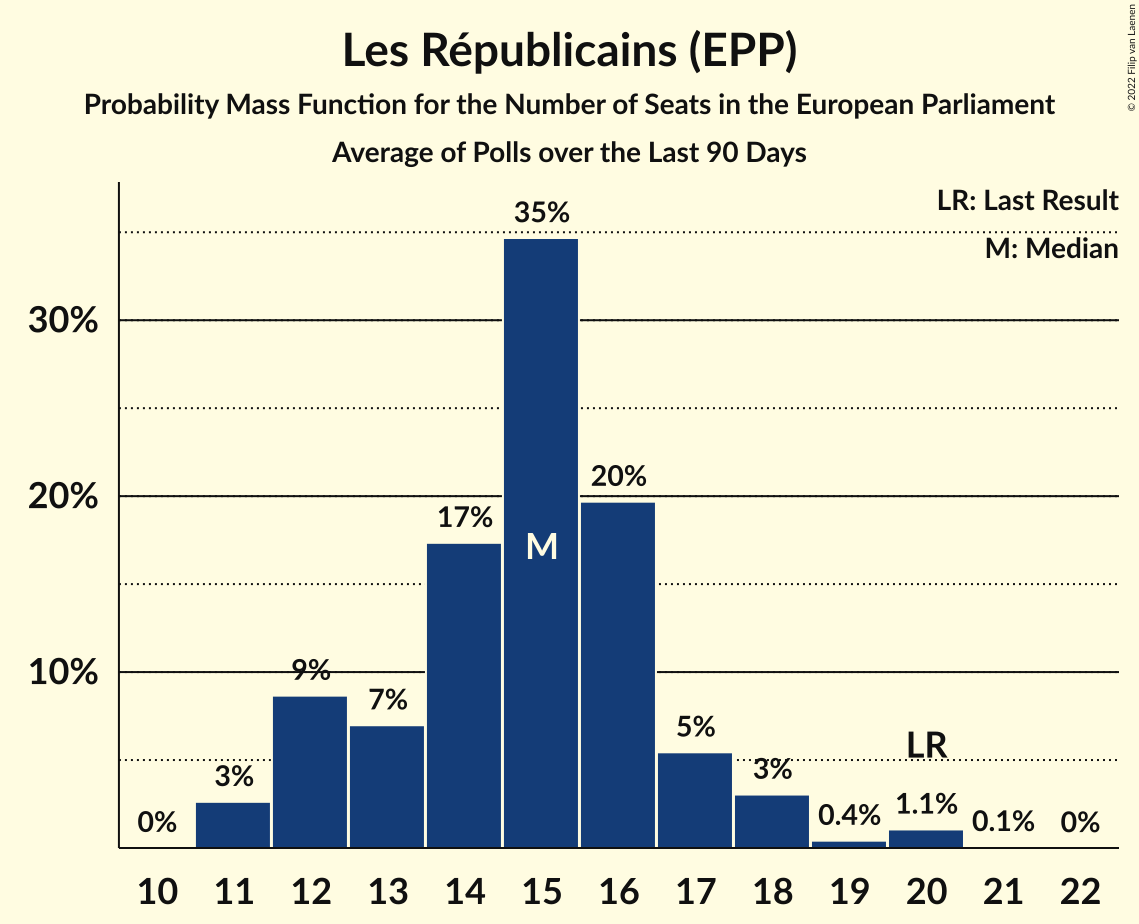 Les Républicains (EPP)
Probability Mass Function for the Number of Seats in the European Parliament
Average of Polls over the Last 90 Days
© 2022 Filip van Laenen
LR: Last Result
M: Median
35%
30%
20%
20%
17%
M
10%
9%
7%
5%
LR
3%
3%
0%
0.4%
1.1%
0.1%
0%
10 11 12 13 14 15 16 17 18 19 20 21 22